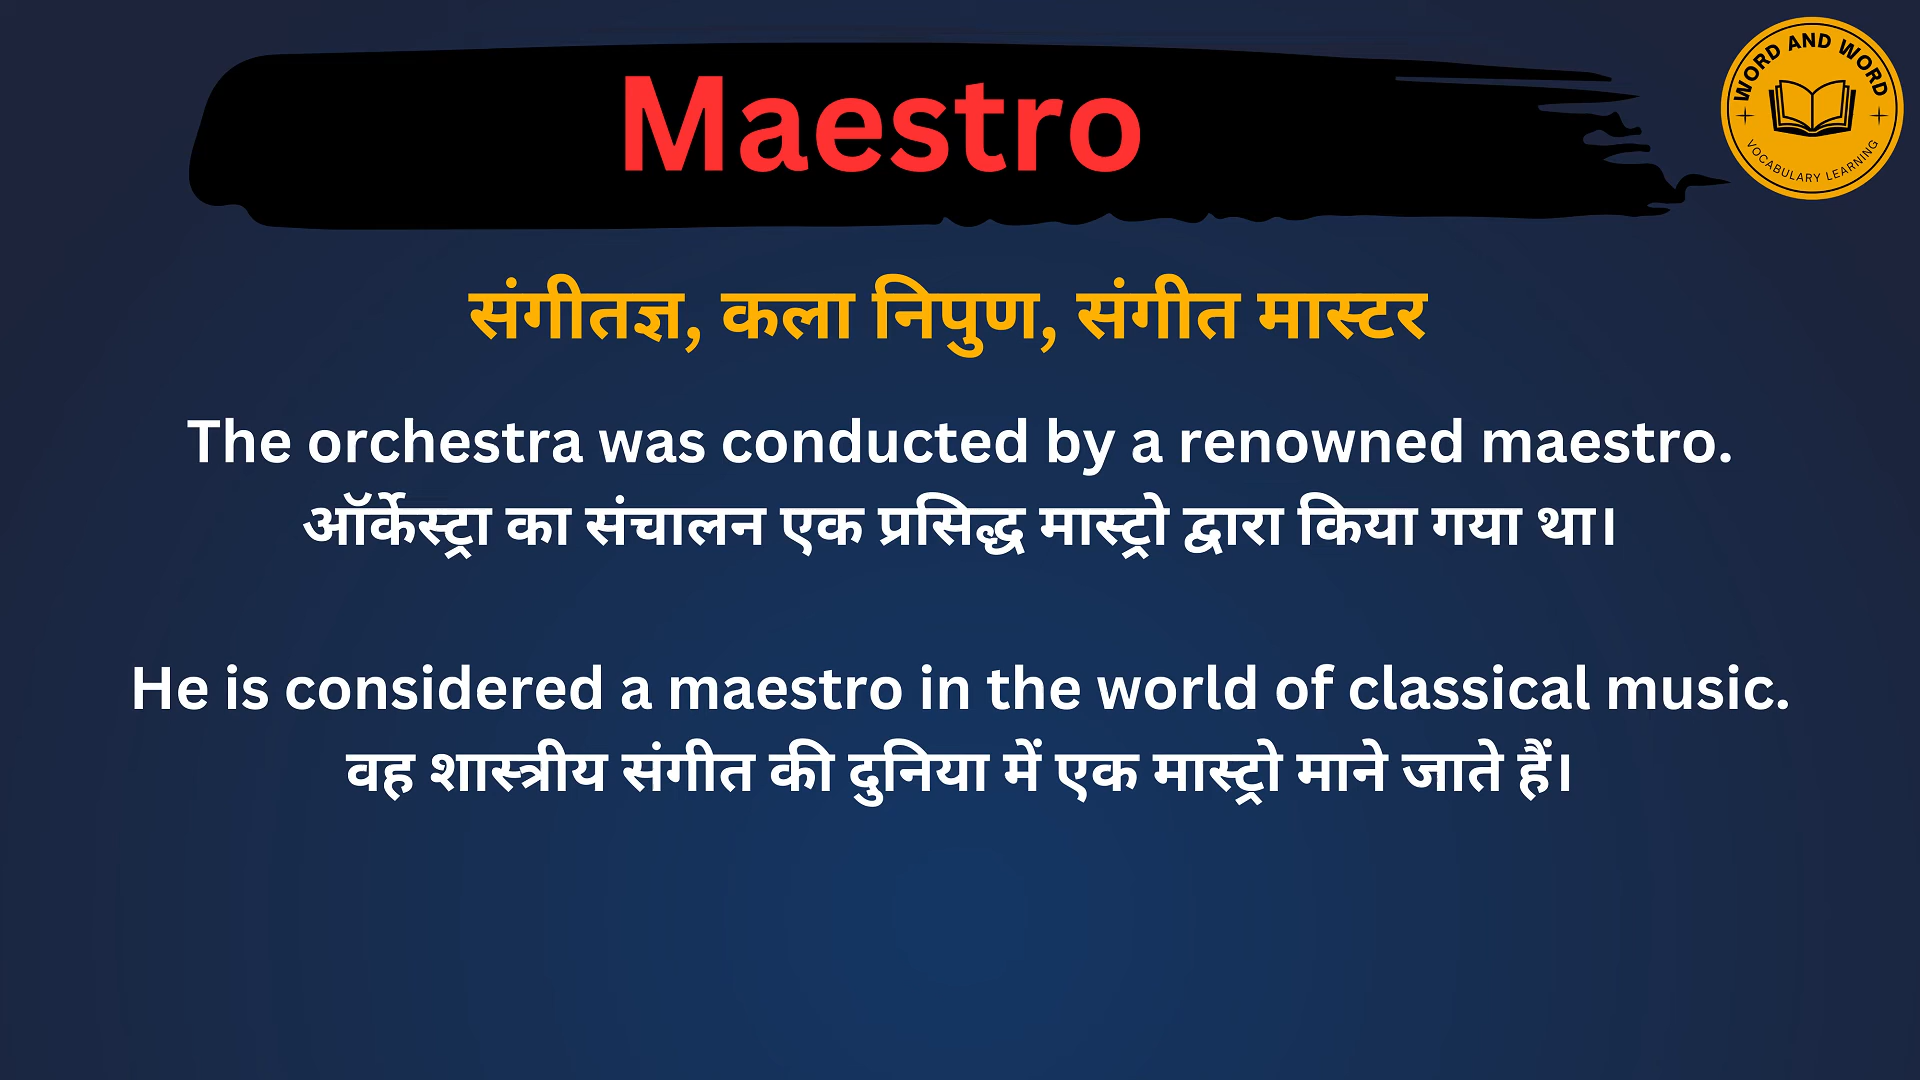 Maestro
WORD AND WORD
VOCABULARY LEARNING
संगीतज्ञ, कला निपुण, संगीत मास्टर
The orchestra was conducted by a renowned maestro.
ऑर्केस्ट्रा का संचालन एक प्रसिद्ध मास्ट्रो द्वारा किया गया था।
He is considered a maestro in the world of classical music.
वह शास्त्रीय संगीत की दुनिया में एक मास्ट्रो माने जाते हैं।